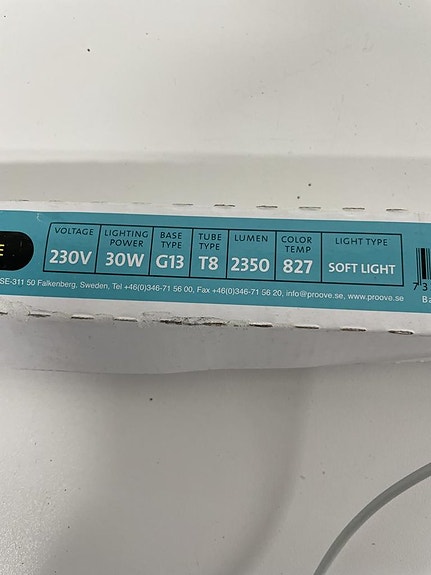 VOLTAGE
230V
LIGHTING
POWER
30W
BASE
TYPE
G13
TUBE
TYPE
T8
LUMEN
2350
COLOR
TEMP
827
LIGHT TYPE
SOFT LIGHT
SE-311 50 Falkenberg, Sweden, Tel +46(0)346-71 56 00, Fax +46(0)346-71 56 20, info@proove.se, www.proove.se